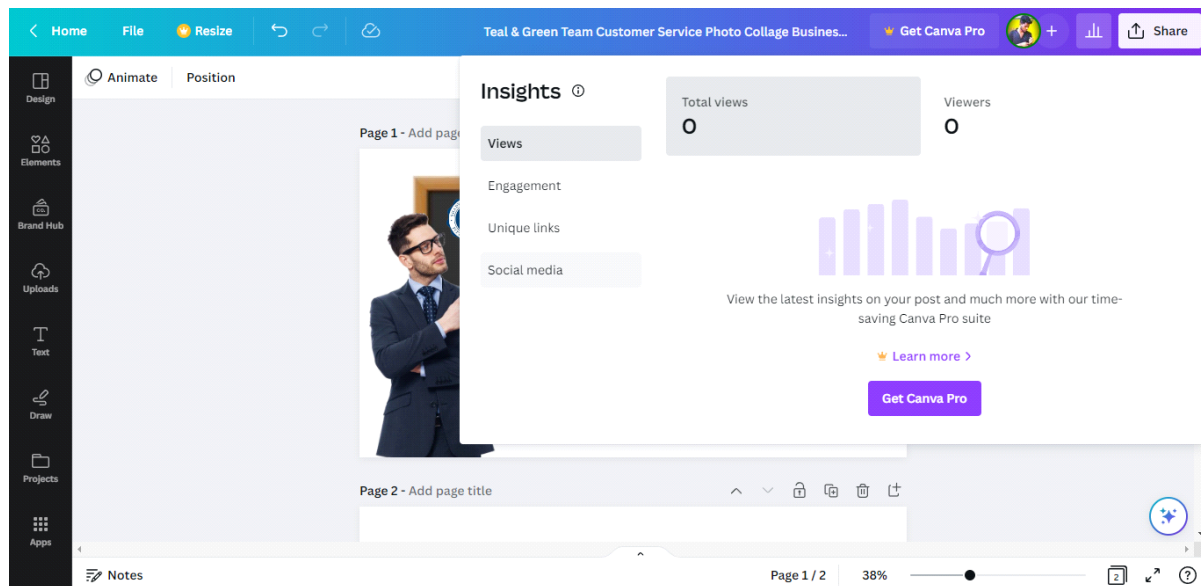 Home File Resize Teal & Green Team Customer Service Photo Collage Busines... Get Canva Pro + Share
Design
Elements
Brand Hub
CO.
Uploads
Text
Draw
Projects
Apps
Animate Position
Page 1 - Add page
Insights
Views
Engagement
Unique links
Social media
Total views
0
Viewers
0
View the latest insights on your post and much more with our time-
saving Canva Pro suite
Learn more >
Get Canva Pro
Page 2 - Add page title
Notes
Page 1 / 2 38% 2 ?